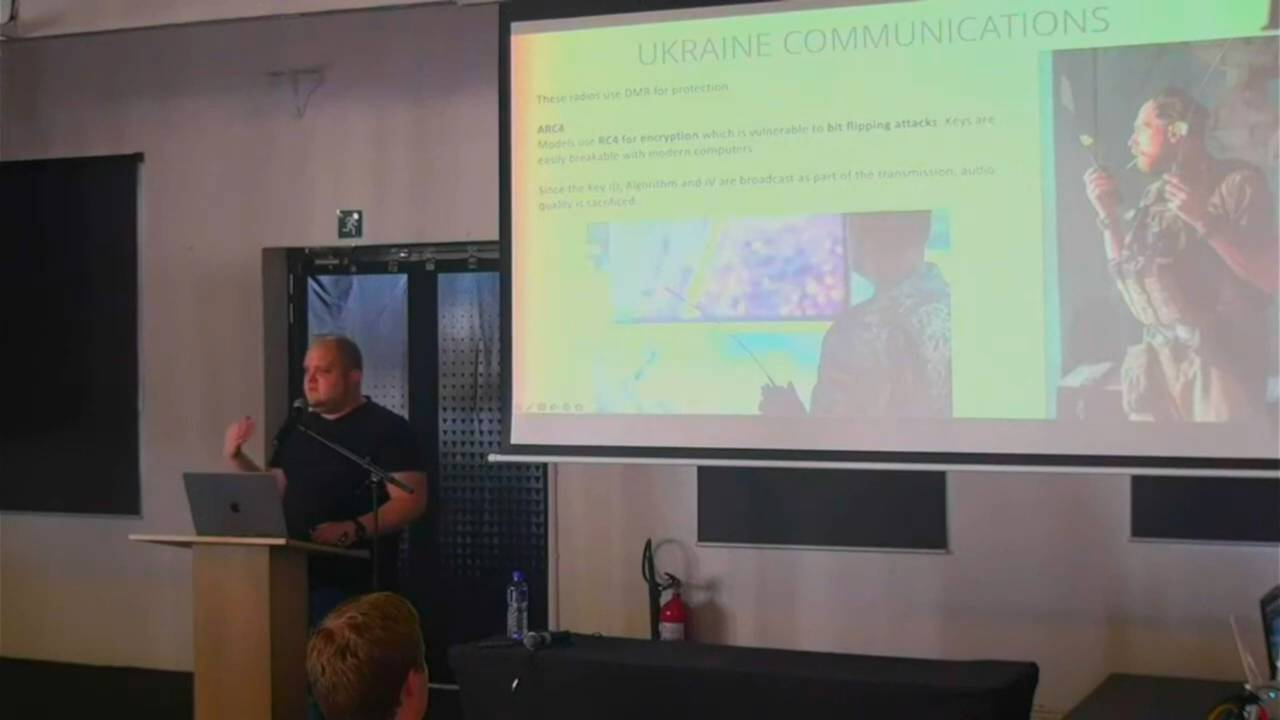 UKRAINE COMMUNICATIONS
These radios use DMR for protection
ARC4
Models use RC4 for encryption which is vulnerable to bit flipping attacks. Keys are
easily breakable with modern computers
Since the Key ID, Algorithm and IV are broadcast as part of the transmission, audio
quality is sacrificed.